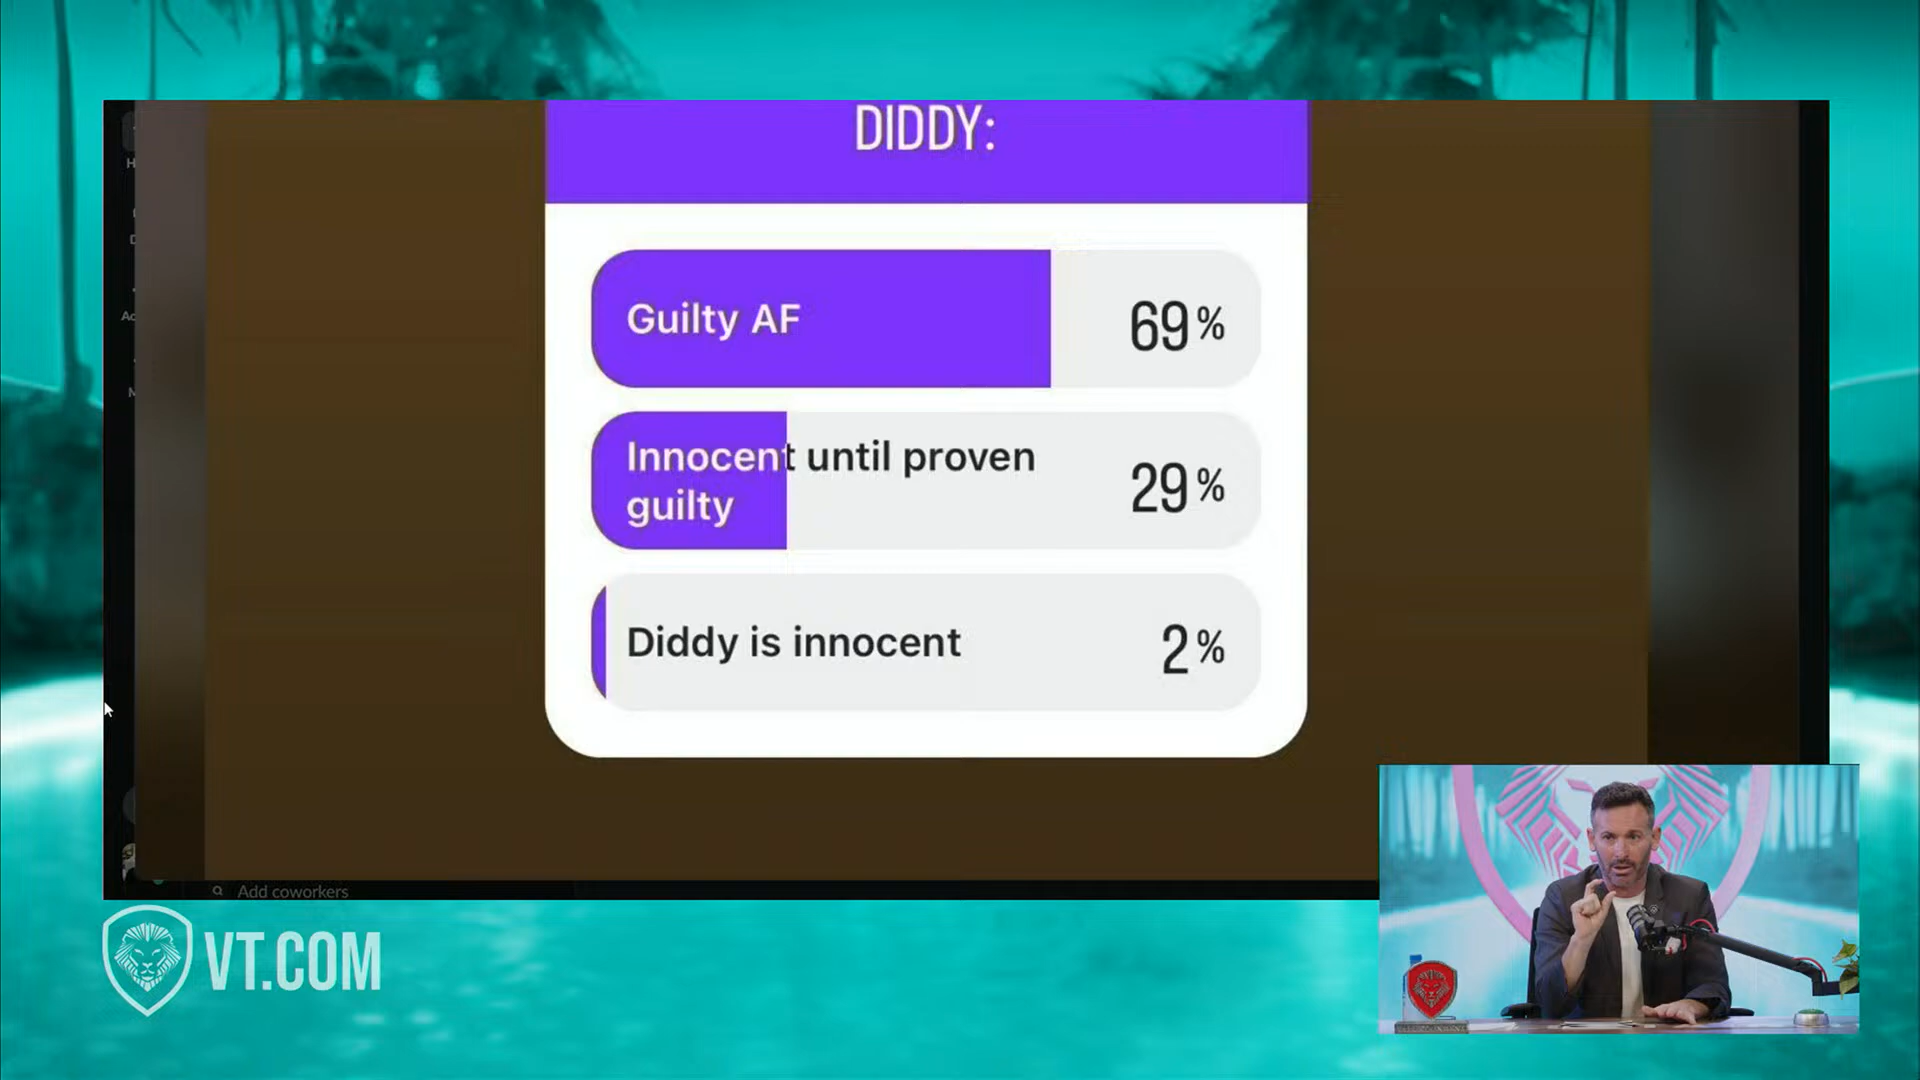 DIDDY:
Guilty AF
69%
Innocent until proven
guilty
29%
Diddy is innocent
2%
Add coworkers
VT.COM